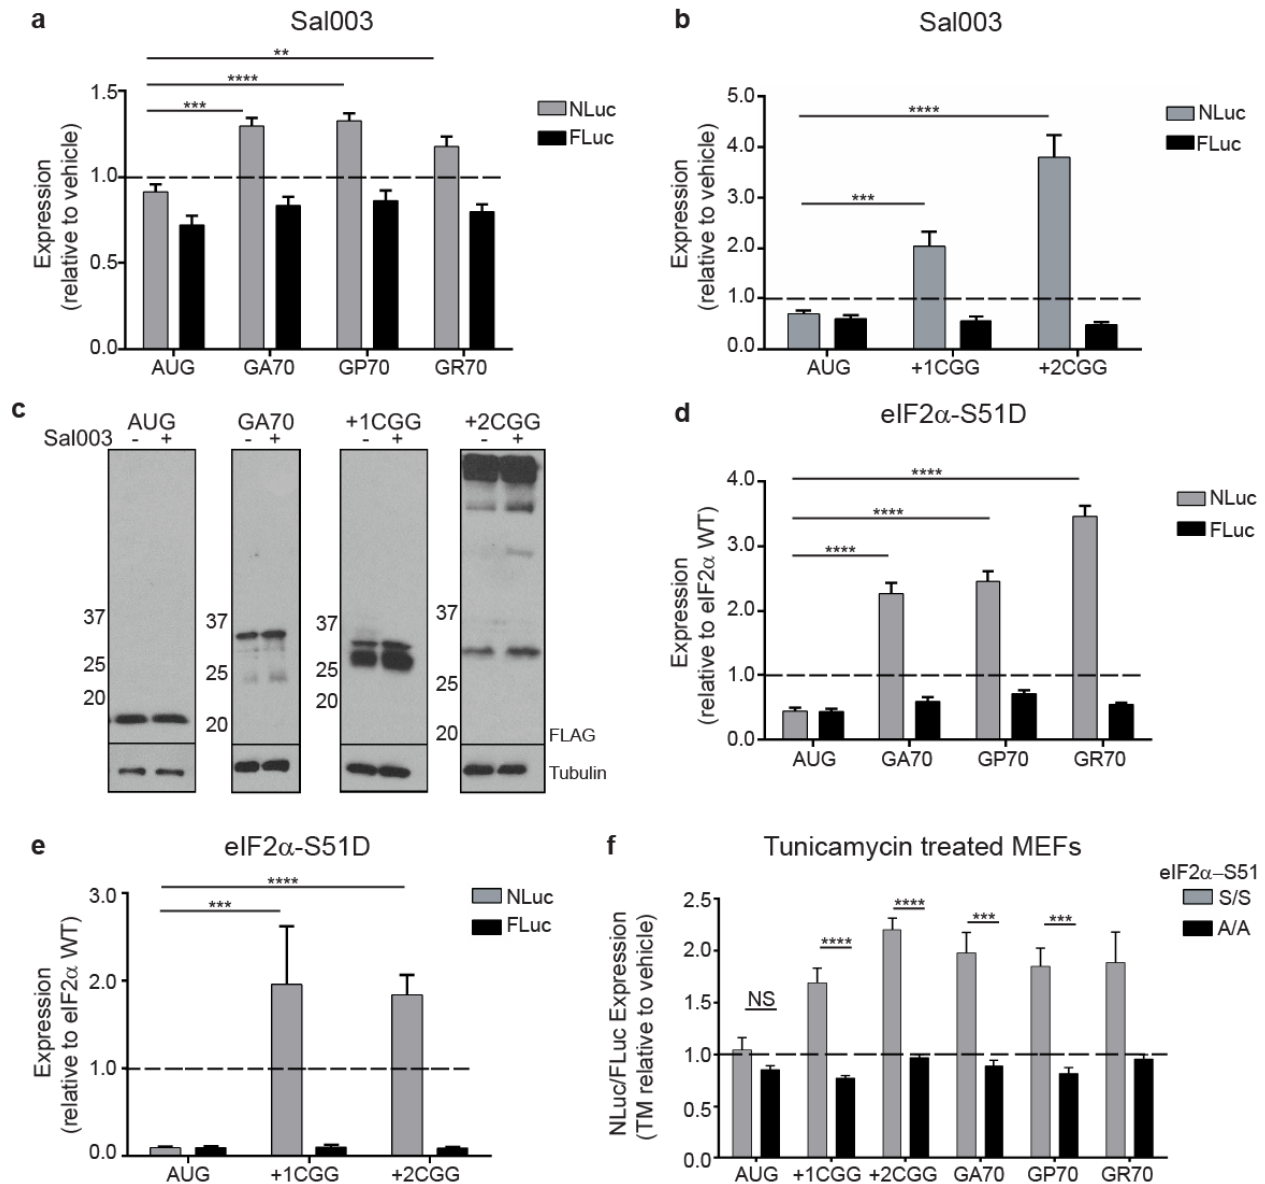 a
Sal003
**
****
***
1.5
1.0
0.5
0.0
Expression
(relative to vehicle)
AUG GA70 GP70 GR70
NLuc
FLuc
b
Sal003
****
***
5.0
4.0
3.0
2.0
1.0
0.0
Expression
(relative to vehicle)
AUG +1CGG +2CGG
NLuc
FLuc
c
AUG GA70 +1CGG +2CGG
Sal003 - + - + - + - +
37
25
20
37
25
20
37
25
20
37
25
20
FLAG
Tubulin
d
eIF2α-S51D
****
****
****
4.0
3.0
2.0
1.0
0.0
Expression
(relative to eIF2α WT)
AUG GA70 GP70 GR70
NLuc
FLuc
e
eIF2α-S51D
****
***
3.0
2.0
1.0
0.0
Expression
(relative to eIF2α WT)
AUG +1CGG +2CGG
NLuc
FLuc
f
Tunicamycin treated MEFs
eIF2α–S51
S/S
A/A
NS
****
****
***
***
2.5
2.0
1.5
1.0
0.5
0.0
NLuc/FLuc Expression
(TM relative to vehicle)
AUG +1CGG +2CGG GA70 GP70 GR70